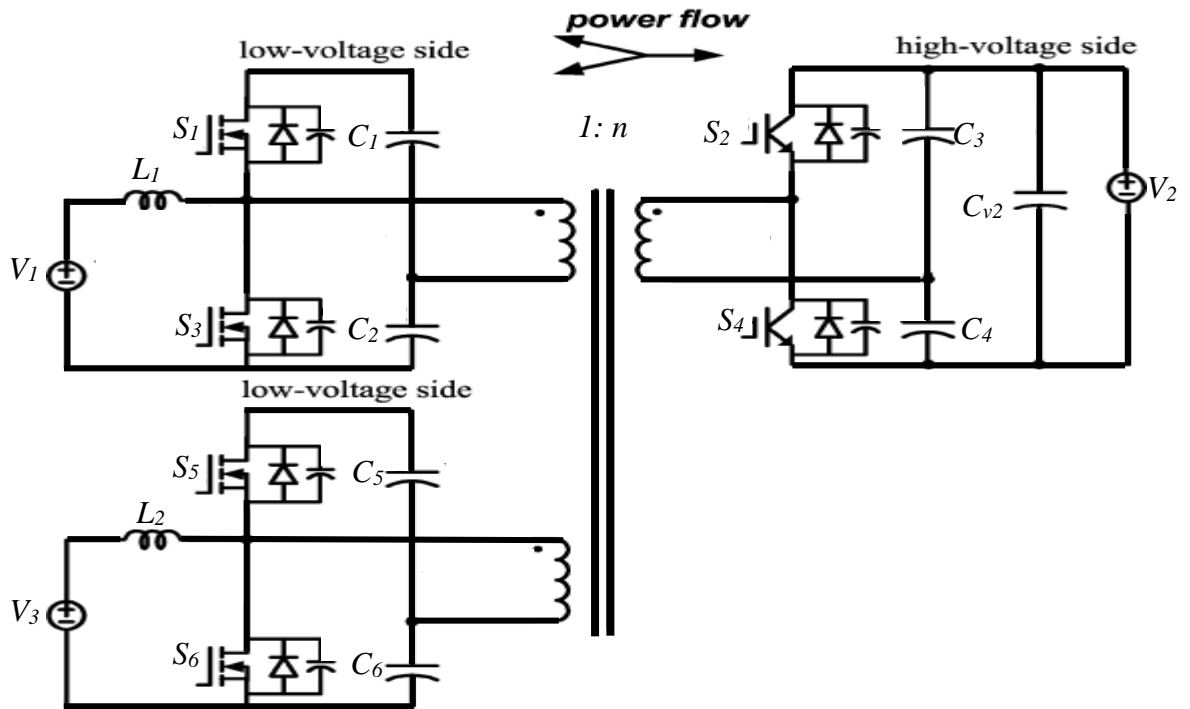 power flow
low-voltage side
high-voltage side
S1
C1
1: n
S2
C3
L1
V1
Cv2
V2
S3
C2
S4
C4
low-voltage side
S5
C5
L2
V3
S6
C6